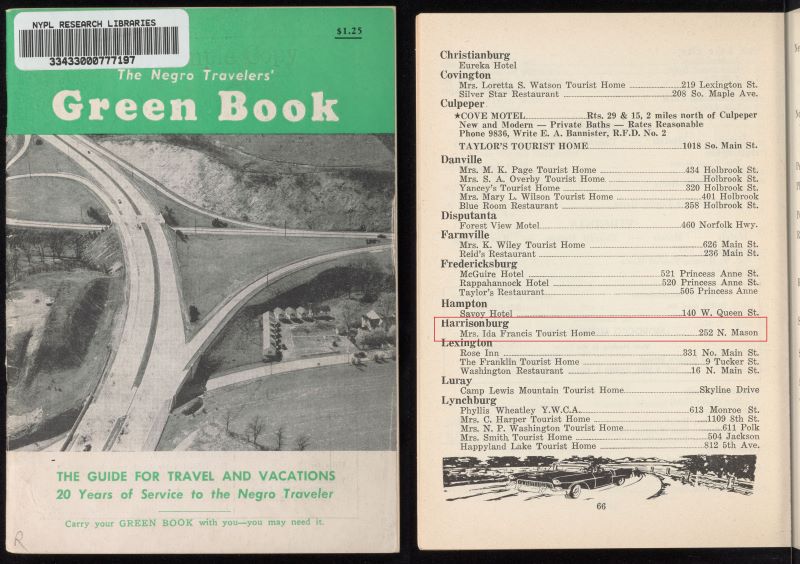 NYPL RESEARCH LIBRARIES
33433000777197
$1.25
The Negro Travelers'
Green Book
THE GUIDE FOR TRAVEL AND VACATIONS
20 Years of Service to the Negro Traveler
Carry your GREEN BOOK with you—you may need it.
R
Christianburg
Eureka Hotel
Covington
Mrs. Loretta S. Watson Tourist Home 219 Lexington St.
Silver Star Restaurant 208 So. Maple Ave.
Culpeper
★COVE MOTEL Rts. 29 & 15, 2 miles north of Culpeper
New and Modern — Private Baths — Rates Reasonable
Phone 9836, Write E. A. Bannister, R.F.D. No. 2
TAYLOR'S TOURIST HOME 1018 So. Main St.
Danville
Mrs. M. K. Page Tourist Home 434 Holbrook St.
Mrs. S. A. Overby Tourist Home Holbrook St.
Yancey's Tourist Home 320 Holbrook St.
Mrs. Mary L. Wilson Tourist Home 401 Holbrook
Blue Room Restaurant 358 Holbrook St.
Disputanta
Forest View Motel 460 Norfolk Hwy.
Farmville
Mrs. K. Wiley Tourist Home 626 Main St.
Reid's Restaurant 236 Main St.
Fredericksburg
McGuire Hotel 521 Princess Anne St.
Rappahannock Hotel 520 Princess Anne St.
Taylor's Restaurant 505 Princess Anne
Hampton
Savoy Hotel 140 W. Queen St.
Harrisonburg
Mrs. Ida Francis Tourist Home 252 N. Mason
Lexington
Rose Inn 331 No. Main St.
The Franklin Tourist Home 9 Tucker St.
Washington Restaurant 16 N. Main St.
Luray
Camp Lewis Mountain Tourist Home Skyline Drive
Lynchburg
Phyllis Wheatley Y.W.C.A. 613 Monroe St.
Mrs. C. Harper Tourist Home 1109 8th St.
Mrs. N. P. Washington Tourist Home 611 Polk
Mrs. Smith Tourist Home 504 Jackson
Happyland Lake Tourist Home 812 5th Ave.
66